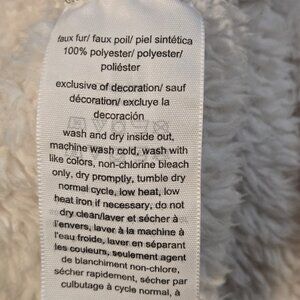 faux fur/ faux poil/ piel sintética
100% polyester/ polyester/
poliéster
exclusive of decoration/ sauf
décoration/ excluye la
decoración
wash and dry inside out,
machine wash cold, wash with
like colors, non-chlorine bleach
only, dry promptly, tumble dry
normal cycle, low heat, low
heat iron if necessary, do not
dry clean/laver et sécher à
l'envers, laver à la machine à
l'eau froide, laver en séparant
les couleurs, seulement agent
de blanchiment non-chlore,
sécher rapidement, sécher par
culbutage à cycle normal, à